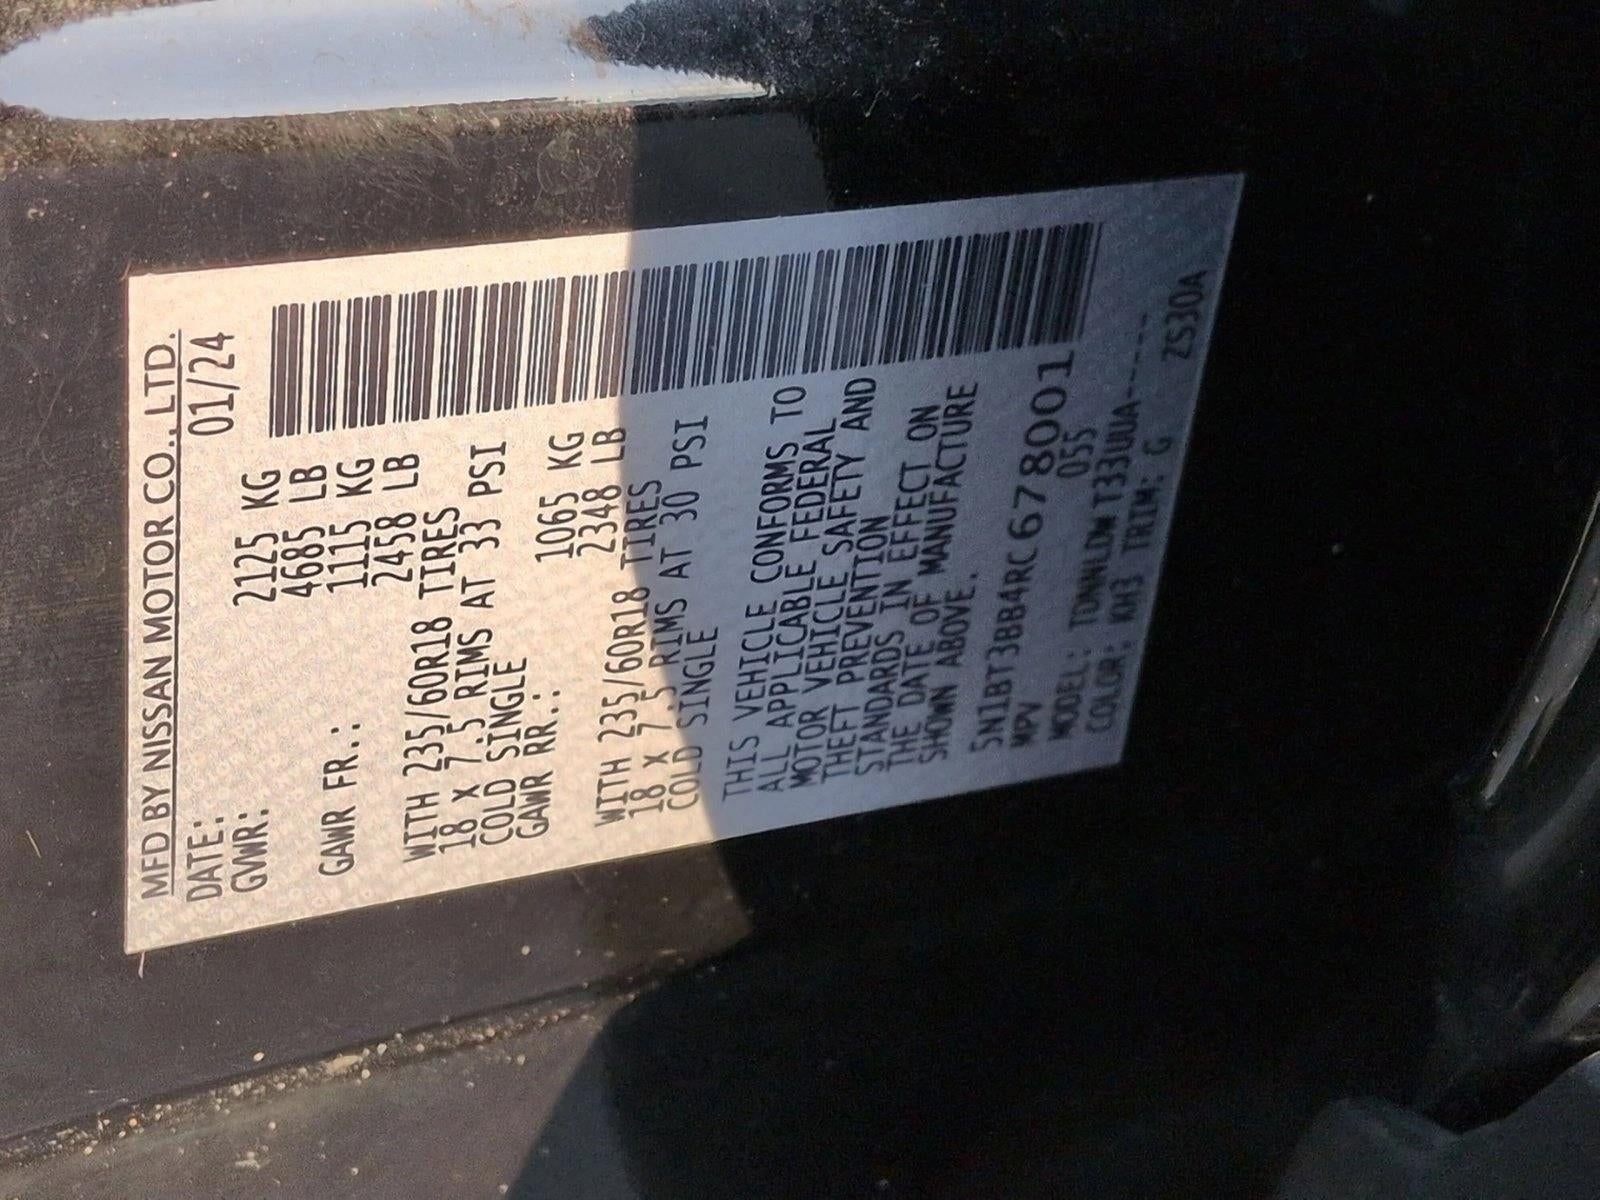 MFD BY NISSAN MOTOR CO., LTD.
DATE: 01/24
GVWR: 2125 KG
4685 LB
GAWR FR.: 1115 KG
2458 LB
WITH 235/60R18 TIRES
18 X 7.5 RIMS AT 33 PSI
COLD SINGLE
GAWR RR.: 1065 KG
2348 LB
WITH 235/60R18 TIRES
18 X 7.5 RIMS AT 30 PSI
COLD SINGLE
THIS VEHICLE CONFORMS TO
ALL APPLICABLE FEDERAL
MOTOR VEHICLE SAFETY AND
THEFT PREVENTION
STANDARDS IN EFFECT ON
THE DATE OF MANUFACTURE
SHOWN ABOVE.
5N1BT3BB4RC678001
MPV 055
MODEL: TDNNLDW T33UUA-----
COLOR: KH3 TRIM: G ZS30A